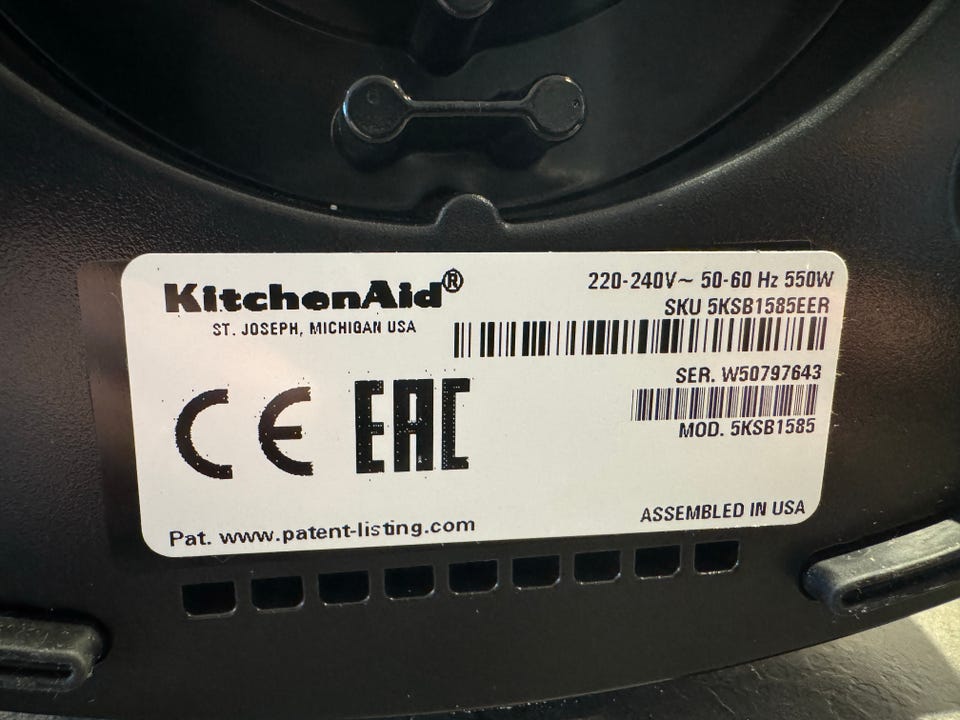 KitchenAid®
ST. JOSEPH, MICHIGAN USA
220-240V~ 50-60 Hz 550W
SKU 5KSB1585EER
SER. W50797643
MOD. 5KSB1585
CE EAC
ASSEMBLED IN USA
Pat. www.patent-listing.com